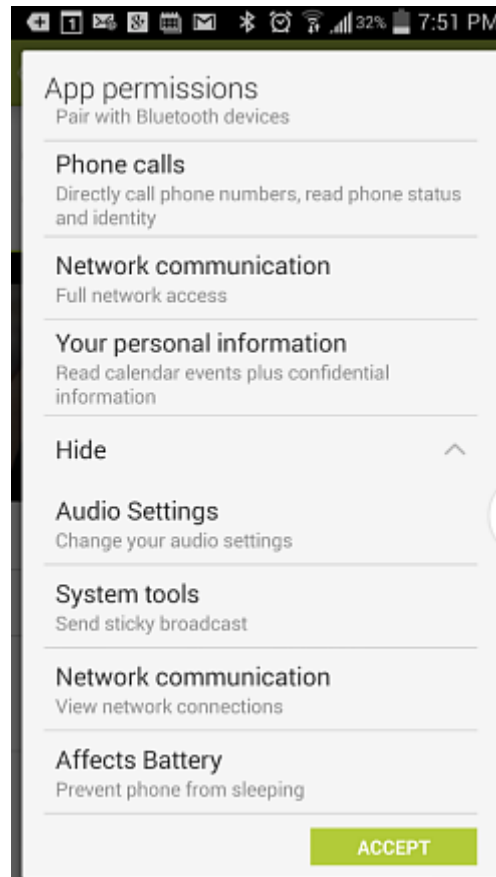 1
8
32% 7:51 PM
App permissions
Pair with Bluetooth devices
Phone calls
Directly call phone numbers, read phone status
and identity
Network communication
Full network access
Your personal information
Read calendar events plus confidential
information
Hide
Audio Settings
Change your audio settings
System tools
Send sticky broadcast
Network communication
View network connections
Affects Battery
Prevent phone from sleeping
ACCEPT